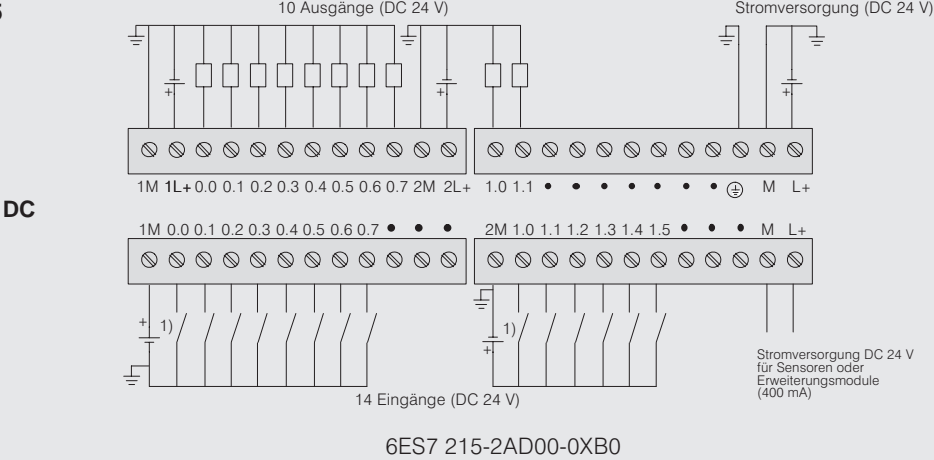 10 Ausgänge (DC 24 V)
Stromversorgung (DC 24 V)
+
+
+
1M 1L+ 0.0 0.1 0.2 0.3 0.4 0.5 0.6 0.7 2M 2L+ 1.0 1.1 • • • • • • • M L+
DC
1M 0.0 0.1 0.2 0.3 0.4 0.5 0.6 0.7 • • • 2M 1.0 1.1 1.2 1.3 1.4 1.5 • • • M L+
+ 1)
1)
+
Stromversorgung DC 24 V
für Sensoren oder
Erweiterungsmodule
(400 mA)
14 Eingänge (DC 24 V)
6ES7 215-2AD00-0XB0